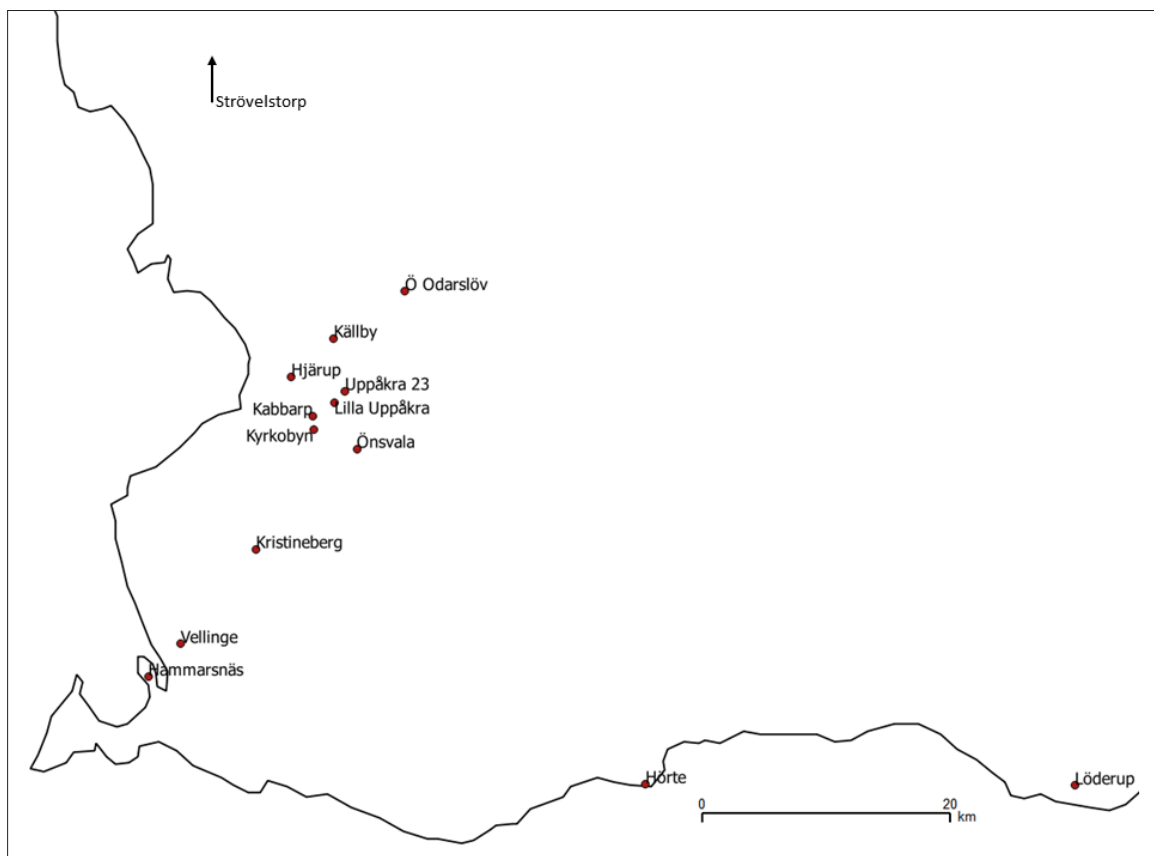 Strövelstorp
Ö Odarslöv
Källby
Hjärup
Uppåkra 23
Lilla Uppåkra
Kabbarp
Kyrkobyn
Önsvala
Kristineberg
Vellinge
Hammarsnäs
Hörte
Löderup
0 20
km